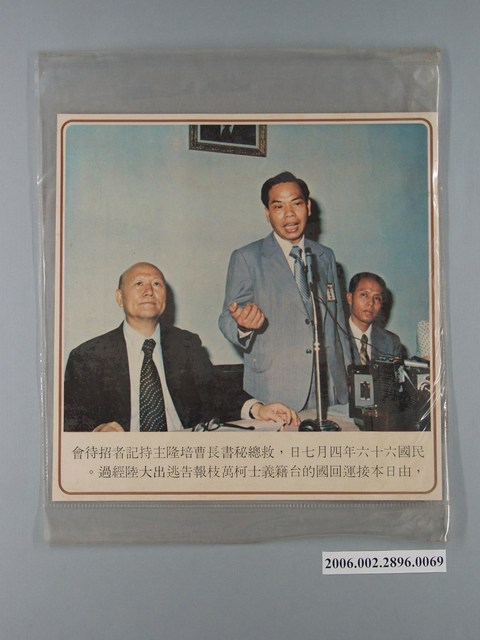 民國六十六年四月七日，救總秘書長曹培隆主持記者招待會
，由日本接運回國的台籍義士柯萬枝報告逃出大陸經過。
2006.002.2896.0069